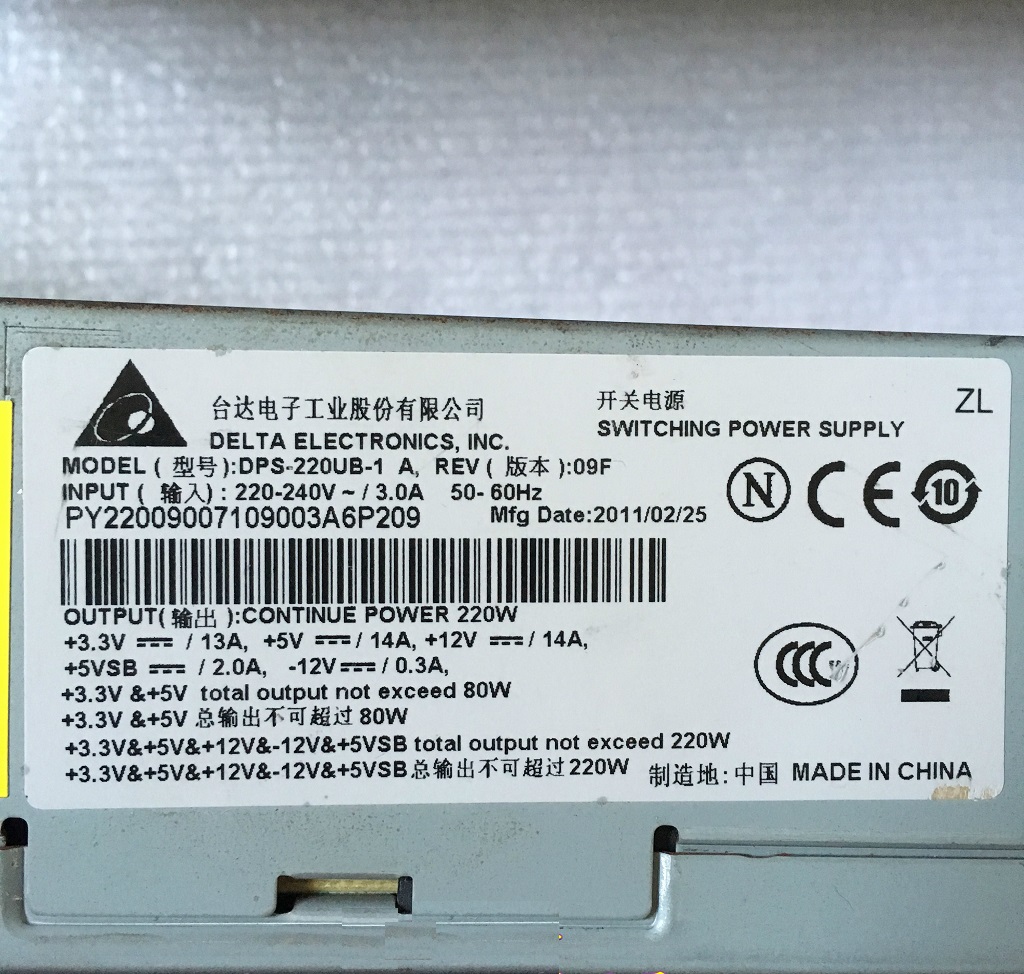 台达电子工业股份有限公司
DELTA ELECTRONICS, INC.
开关电源
SWITCHING POWER SUPPLY
ZL
MODEL ( 型号):DPS-220UB-1 A, REV ( 版本 ):09F
INPUT ( 输入) : 220-240V ~ / 3.0A 50- 60Hz
PY22009007109003A6P209 Mfg Date:2011/02/25
N CE 10
OUTPUT( 输出 ):CONTINUE POWER 220W
+3.3V ⎓ / 13A, +5V ⎓ / 14A, +12V ⎓ / 14A,
+5VSB ⎓ / 2.0A, -12V ⎓ / 0.3A,
CCC
+3.3V &+5V total output not exceed 80W
+3.3V &+5V 总输出不可超过 80W
+3.3V&+5V&+12V&-12V&+5VSB total output not exceed 220W
+3.3V&+5V&+12V&-12V&+5VSB总输出不可超过220W
制造地: 中国 MADE IN CHINA